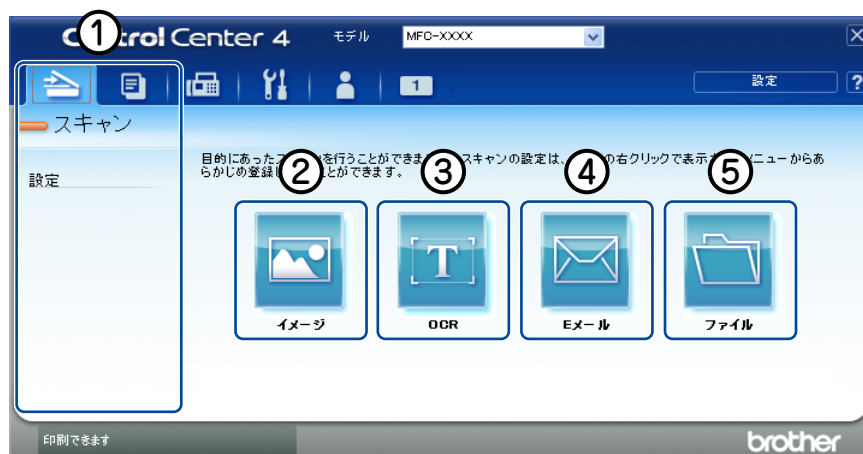 ①
C trol Center 4 モデル MFC-XXXX
1 設定 ?
スキャン
目的にあったス を行うことができま スキャンの設定は、 の右クリックで表示 ニューからあ
らかじめ登録 とができます。
設定
② ③ ④ ⑤
T
イメージ OCR Eメール ファイル
印刷できます brother